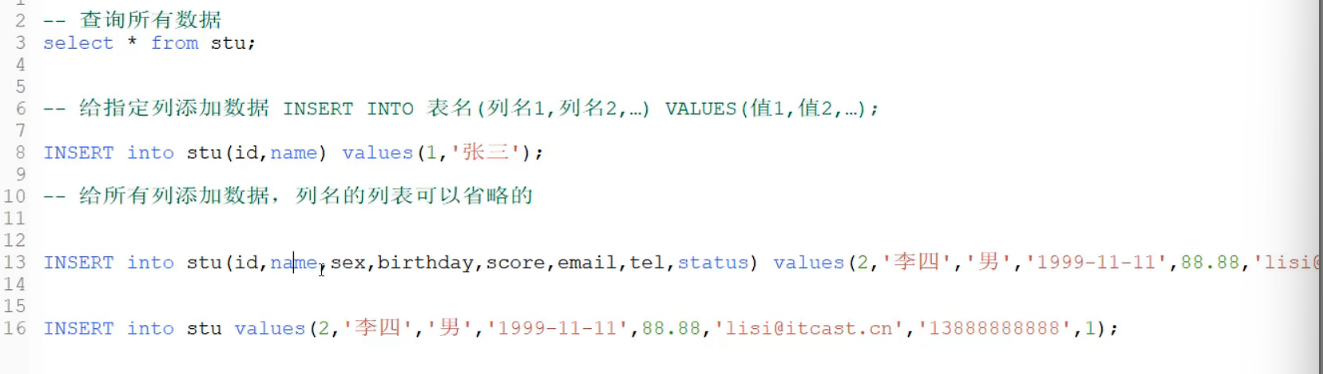 2 -- 查询所有数据
3 select * from stu;
4
5
6 -- 给指定列添加数据 INSERT INTO 表名(列名1,列名2,…) VALUES(值1,值2,…);
7
8 INSERT into stu(id,name) values(1,'张三');
9
10 -- 给所有列添加数据，列名的列表可以省略的
11
12
13 INSERT into stu(id,name,sex,birthday,score,email,tel,status) values(2,'李四','男','1999-11-11',88.88,'lisi@
14
15
16 INSERT into stu values(2,'李四','男','1999-11-11',88.88,'lisi@itcast.cn','13888888888',1);